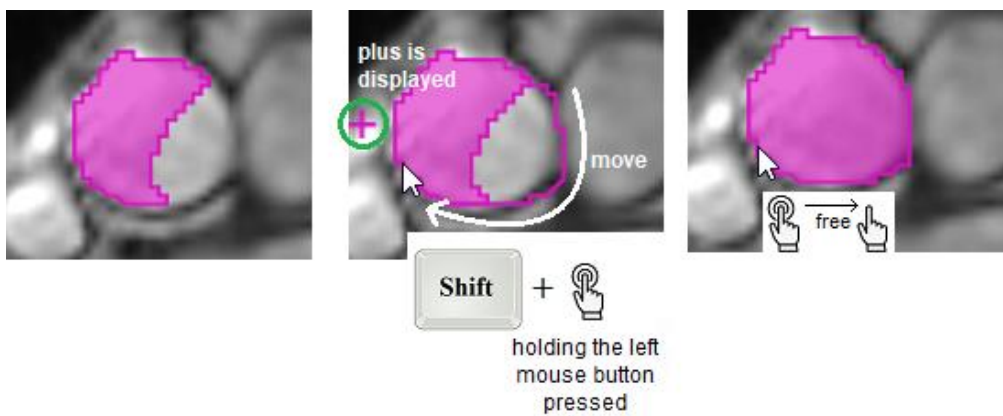 plus is
displayed
+
move
free
Shift
+
holding the left
mouse button
pressed